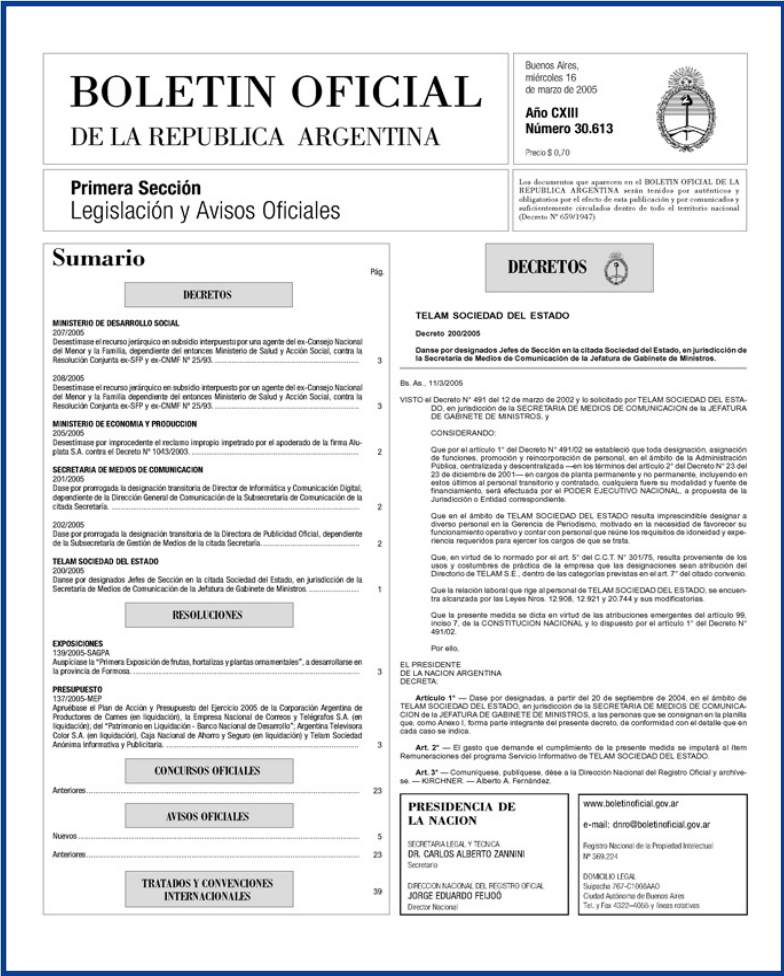 BOLETIN OFICIAL
DE LA REPUBLICA ARGENTINA
Buenos Aires,
miércoles 16
de marzo de 2005
Año CXIII
Número 30.613
Precio $ 0,70
Primera Sección
Legislación y Avisos Oficiales
Los documentos que aparecen en el BOLETIN OFICIAL DE LA
REPUBLICA ARGENTINA serán tenidos por auténticos y
obligatorios por el efecto de esta publicación y por comunicados y
suficientemente circulados dentro de todo el territorio nacional
(Decreto Nº 659/1947)
Sumario
Pág.
DECRETOS
MINISTERIO DE DESARROLLO SOCIAL
207/2005
Desestímase el recurso jerárquico en subsidio interpuesto por una agente del ex-Consejo Nacional
del Menor y la Familia, dependiente del entonces Ministerio de Salud y Acción Social, contra la
Resolución Conjunta ex-SFP y ex-CNMF Nº 25/93. 3
208/2005
Desestímase el recurso jerárquico en subsidio interpuesto por un agente del ex-Consejo Nacional
del Menor y la Familia dependiente del entonces Ministerio de Salud y Acción Social, contra la
Resolución Conjunta ex-SFP y ex-CNMF Nº 25/93. 3
MINISTERIO DE ECONOMIA Y PRODUCCION
205/2005
Desestímase por improcedente el reclamo impropio impetrado por el apoderado de la firma Alu-
plata S.A. contra el Decreto Nº 1043/2003. 2
SECRETARIA DE MEDIOS DE COMUNICACION
201/2005
Dase por prorrogada la designación transitoria de Director de Informática y Comunicación Digital,
dependiente de la Dirección General de Comunicación de la Subsecretaría de Comunicación de la
citada Secretaría. 2
202/2005
Dase por prorrogada la designación transitoria de la Directora de Publicidad Oficial, dependiente
de la Subsecretaría de Gestión de Medios de la citada Secretaría. 2
TELAM SOCIEDAD DEL ESTADO
200/2005
Danse por designados Jefes de Sección en la citada Sociedad del Estado, en jurisdicción de la
Secretaría de Medios de Comunicación de la Jefatura de Gabinete de Ministros. 1
RESOLUCIONES
EXPOSICIONES
139/2005-SAGPA
Auspíciase la "Primera Exposición de frutas, hortalizas y plantas ornamentales", a desarrollarse en
la provincia de Formosa. 3
PRESUPUESTO
137/2005-MEP
Apruébase el Plan de Acción y Presupuesto del Ejercicio 2005 de la Corporación Argentina de
Productores de Carnes (en liquidación), la Empresa Nacional de Correos y Telégrafos S.A. (en
liquidación); del "Patrimonio en Liquidación - Banco Nacional de Desarrollo"; Argentina Televisora
Color S.A. (en liquidación), Caja Nacional de Ahorro y Seguro (en liquidación) y Telam Sociedad
Anónima Informativa y Publicitaria. 3
CONCURSOS OFICIALES
Anteriores 23
AVISOS OFICIALES
Nuevos 5
Anteriores 23
TRATADOS Y CONVENCIONES
INTERNACIONALES 39
DECRETOS
TELAM SOCIEDAD DEL ESTADO
Decreto 200/2005
Danse por designados Jefes de Sección en la citada Sociedad del Estado, en jurisdicción de
la Secretaría de Medios de Comunicación de la Jefatura de Gabinete de Ministros.
Bs. As., 11/3/2005
VISTO el Decreto N° 491 del 12 de marzo de 2002 y lo solicitado por TELAM SOCIEDAD DEL ESTA-
DO, en jurisdicción de la SECRETARIA DE MEDIOS DE COMUNICACION de la JEFATURA
DE GABINETE DE MINISTROS, y
CONSIDERANDO:
Que por el artículo 1° del Decreto N° 491/02 se estableció que toda designación, asignación
de funciones, promoción y reincorporación de personal, en el ámbito de la Administración
Pública, centralizada y descentralizada —en los términos del artículo 2° del Decreto N° 23 del
23 de diciembre de 2001— en cargos de planta permanente y no permanente, incluyendo en
estos últimos al personal transitorio y contratado, cualquiera fuere su modalidad y fuente de
financiamiento, será efectuada por el PODER EJECUTIVO NACIONAL, a propuesta de la
Jurisdicción o Entidad correspondiente.
Que en el ámbito de TELAM SOCIEDAD DEL ESTADO resulta imprescindible designar a
diverso personal en la Gerencia de Periodismo, motivado en la necesidad de favorecer su
funcionamiento operativo y contar con personal que reúne los requisitos de idoneidad y expe-
riencia requeridos para ejercer los cargos de que se trata.
Que, en virtud de lo normado por el art. 5° del C.C.T. N° 301/75, resulta proveniente de los
usos y costumbres de práctica de la empresa que las designaciones sean atribución del
Directorio de TELAM S.E., dentro de las categorías previstas en el art. 7° del citado convenio.
Que la relación laboral que rige al personal de TELAM SOCIEDAD DEL ESTADO, se encuen-
tra alcanzada por las Leyes Nros. 12.908, 12.921 y 20.744 y sus modificatorias.
Que la presente medida se dicta en virtud de las atribuciones emergentes del artículo 99,
inciso 7, de la CONSTITUCION NACIONAL y lo dispuesto por el artículo 1° del Decreto N°
491/02.
Por ello,
EL PRESIDENTE
DE LA NACION ARGENTINA
DECRETA:
Artículo 1° — Dase por designadas, a partir del 20 de septiembre de 2004, en el ámbito de
TELAM SOCIEDAD DEL ESTADO, en jurisdicción de la SECRETARIA DE MEDIOS DE COMUNICA-
CION de la JEFATURA DE GABINETE DE MINISTROS, a las personas que se consignan en la planilla
que, como Anexo I, forma parte integrante del presente decreto, de conformidad con el detalle que en
cada caso se indica.
Art. 2° — El gasto que demande el cumplimiento de la presente medida se imputará al ítem
Remuneraciones del programa Servicio Informativo de TELAM SOCIEDAD DEL ESTADO.
Art. 3° — Comuníquese, publíquese, dése a la Dirección Nacional del Registro Oficial y archíve-
se. — KIRCHNER. — Alberto A. Fernández.
PRESIDENCIA DE
LA NACION
SECRETARIA LEGAL Y TECNICA
DR. CARLOS ALBERTO ZANNINI
Secretario
DIRECCION NACIONAL DEL REGISTRO OFICIAL
JORGE EDUARDO FEIJOÓ
Director Nacional
www.boletinoficial.gov.ar
e-mail: dnro@boletinoficial.gov.ar
Registro Nacional de la Propiedad Intelectual
Nº 369.224
DOMICILIO LEGAL
Suipacha 767-C1008AAO
Ciudad Autónoma de Buenos Aires
Tel. y Fax 4322-4055 y líneas rotativas